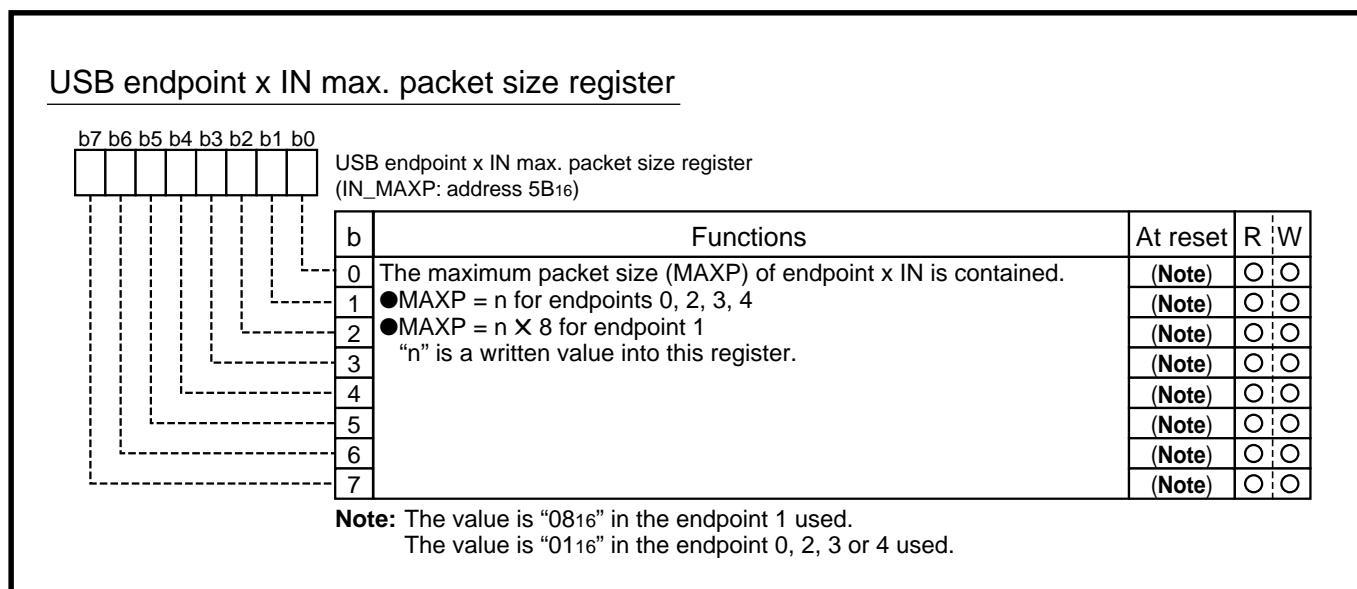 USB endpoint x IN max. packet size register
b7 b6 b5 b4 b3 b2 b1 b0
USB endpoint x IN max. packet size register
(IN_MAXP: address 5B16)
b Functions At reset R W
0 The maximum packet size (MAXP) of endpoint x IN is contained. (Note) ○ ○
1 ●MAXP = n for endpoints 0, 2, 3, 4 (Note) ○ ○
2 ●MAXP = n ✕ 8 for endpoint 1 (Note) ○ ○
3 “n” is a written value into this register. (Note) ○ ○
4 (Note) ○ ○
5 (Note) ○ ○
6 (Note) ○ ○
7 (Note) ○ ○
Note: The value is “0816” in the endpoint 1 used.
The value is “0116” in the endpoint 0, 2, 3 or 4 used.